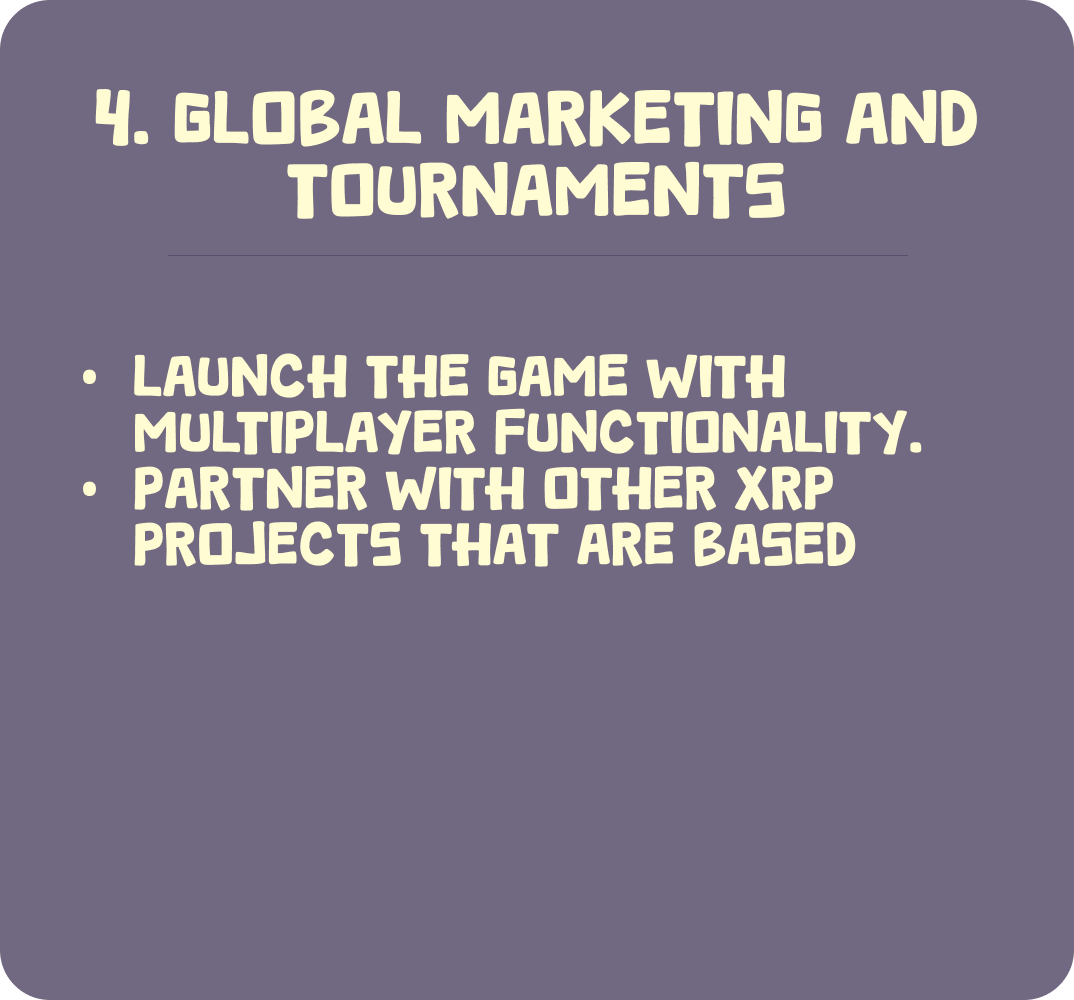 4. GLOBAL MARKETING AND
TOURNAMENTS
• LAUNCH THE GAME WITH
MULTIPLAYER FUNCTIONALITY.
• PARTNER WITH OTHER XRP
PROJECTS THAT ARE BASED